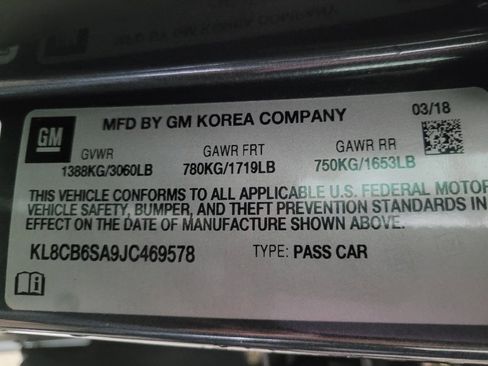 GM
MFD BY GM KOREA COMPANY
03/18
GVWR GAWR FRT GAWR RR
1388KG/3060LB 780KG/1719LB 750KG/1653LB
THIS VEHICLE CONFORMS TO ALL APPLICABLE U.S. FEDERAL MOTOR
VEHICLE SAFETY, BUMPER, AND THEFT PREVENTION STANDARDS IN
EFFECT ON THE DATE OF MANUFACTURE SHOWN ABOVE.
KL8CB6SA9JC469578 TYPE: PASS CAR